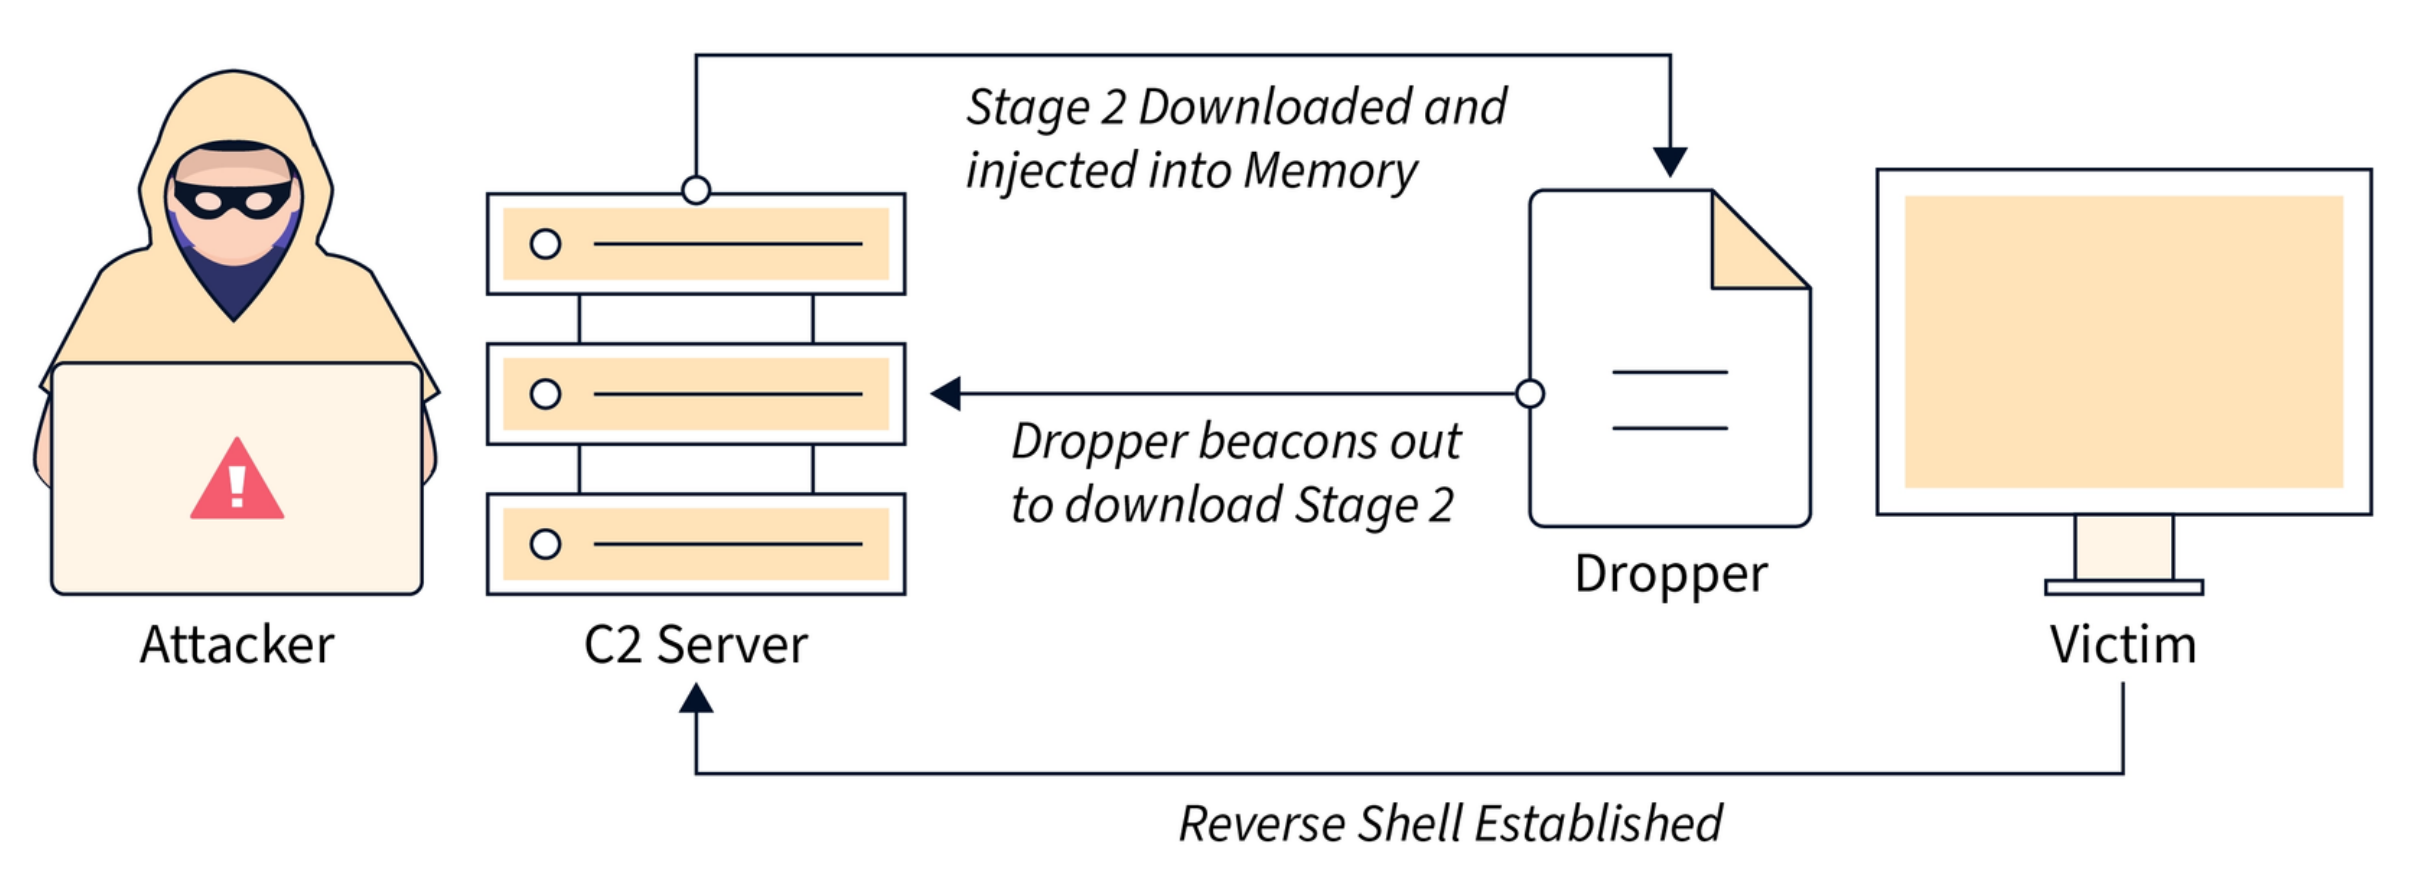 Stage 2 Downloaded and
injected into Memory
Dropper beacons out
to download Stage 2
Dropper
Attacker
C2 Server
Victim
Reverse Shell Established